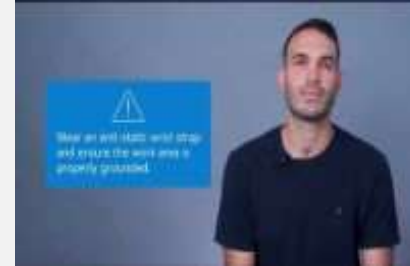 Wear an anti-static wrist strap
and ensure the work area is
properly grounded.